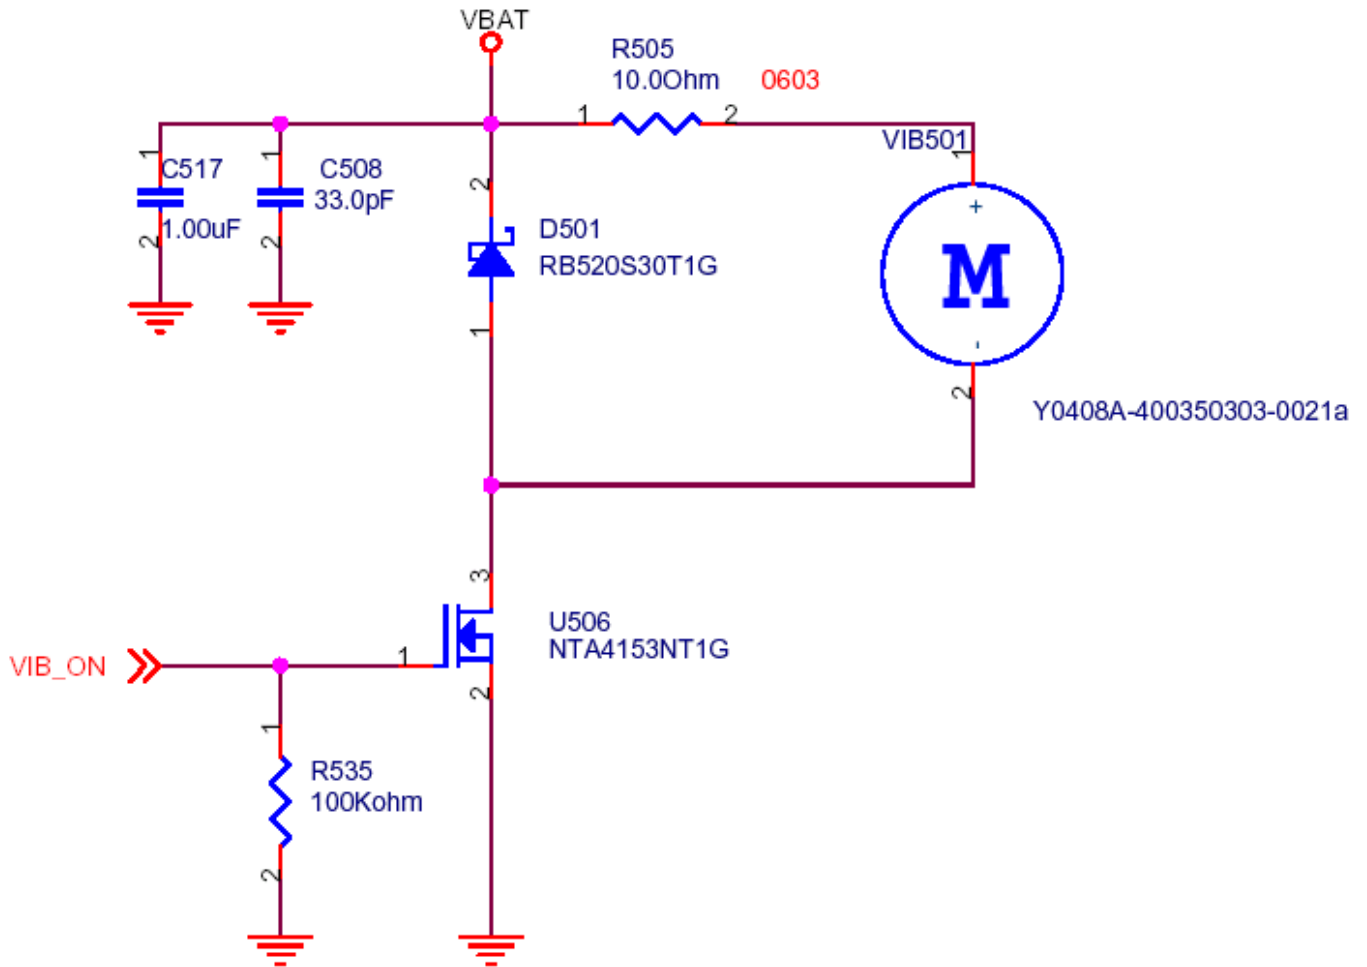 VBAT
R505
10.0Ohm 0603
1 2
VIB501
1
1 C517
1 C508
33.0pF
2
+
1.00uF
2
2
D501
RB520S30T1G
M
-
1
2
Y0408A-400350303-0021a
3
U506
NTA4153NT1G
VIB_ON
1
2
1
R535
100Kohm
2